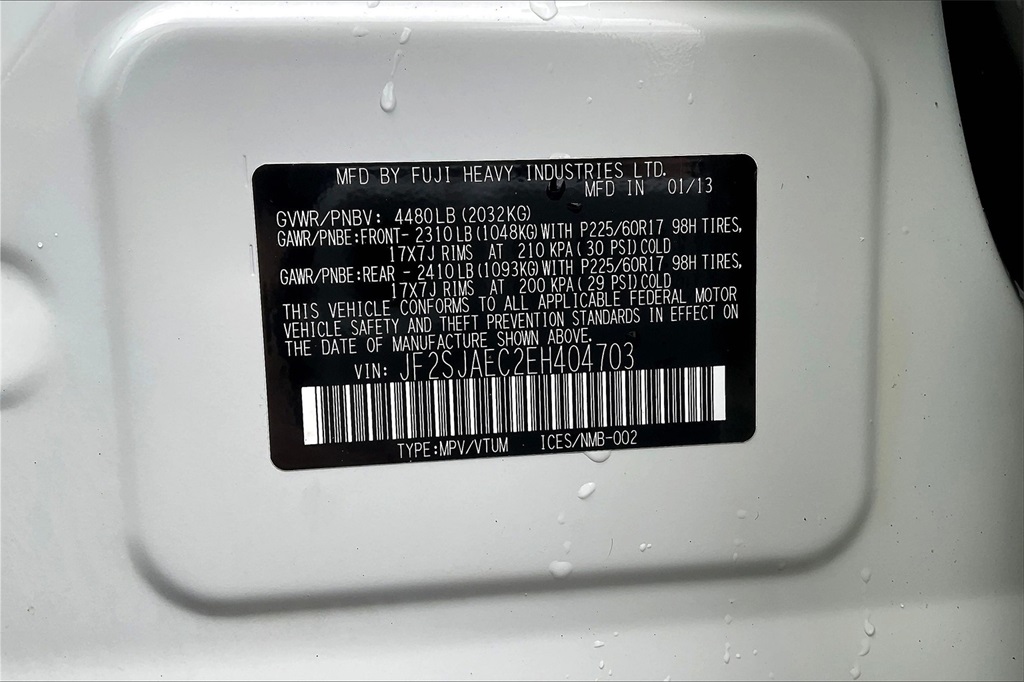 MFD BY FUJI HEAVY INDUSTRIES LTD.
MFD IN 01/13
GVWR/PNBV: 4480LB(2032KG)
GAWR/PNBE:FRONT- 2310LB(1048KG)WITH P225/60R17 98H TIRES,
17X7J RIMS AT 210 KPA(30 PSI)COLD
GAWR/PNBE:REAR - 2410LB(1093KG)WITH P225/60R17 98H TIRES,
17X7J RIMS AT 200 KPA(29 PSI)COLD
THIS VEHICLE CONFORMS TO ALL APPLICABLE FEDERAL MOTOR
VEHICLE SAFETY AND THEFT PREVENTION STANDARDS IN EFFECT ON
THE DATE OF MANUFACTURE SHOWN ABOVE.
VIN: JF2SJAEC2EH404703
TYPE:MPV/VTUM ICES/NMB-002